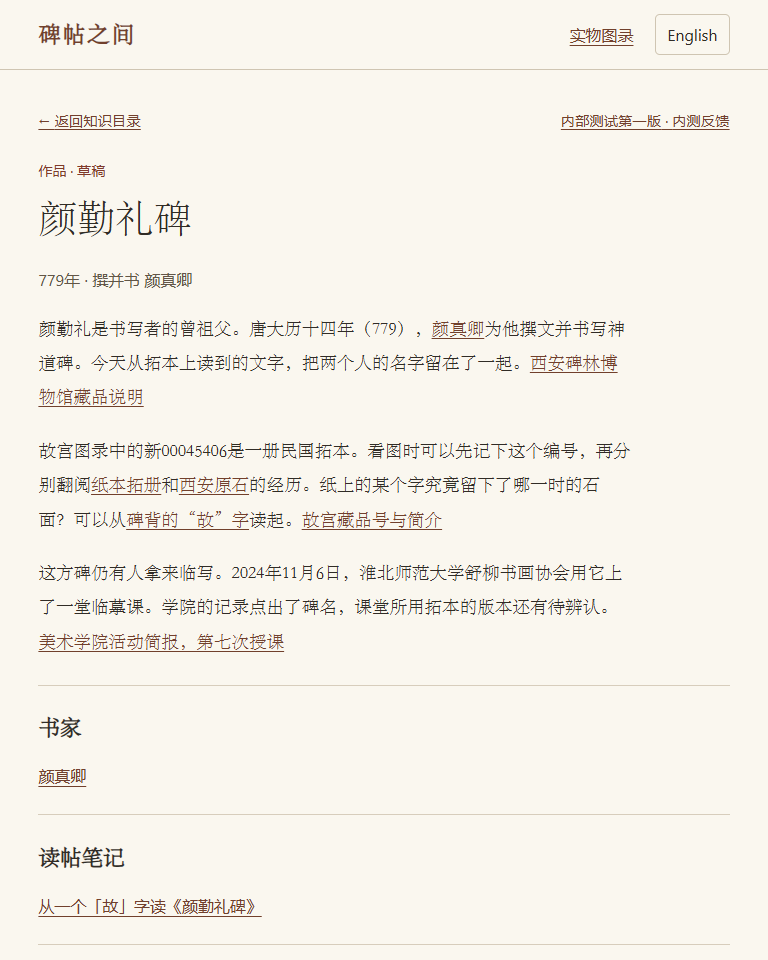 碑帖之间
实物图录
English
← 返回知识目录
内部测试第一版 · 内测反馈
作品 · 草稿
颜勤礼碑
779年 · 撰并书 颜真卿
颜勤礼是书写者的曾祖父。唐大历十四年（779），颜真卿为他撰文并书写神
道碑。今天从拓本上读到的文字，把两个人的名字留在了一起。西安碑林博
物馆藏品说明
故宫图录中的新00045406是一册民国拓本。看图时可以先记下这个编号，再分
别翻阅纸本拓册和西安原石的经历。纸上的某个字究竟留下了哪一时的石
面？可以从碑背的“故”字读起。故宫藏品号与简介
这方碑仍有人拿来临写。2024年11月6日，淮北师范大学舒柳书画协会用它上
了一堂临摹课。学院的记录点出了碑名，课堂所用拓本的版本还有待辨认。
美术学院活动简报，第七次授课
书家
颜真卿
读帖笔记
从一个「故」字读《颜勤礼碑》